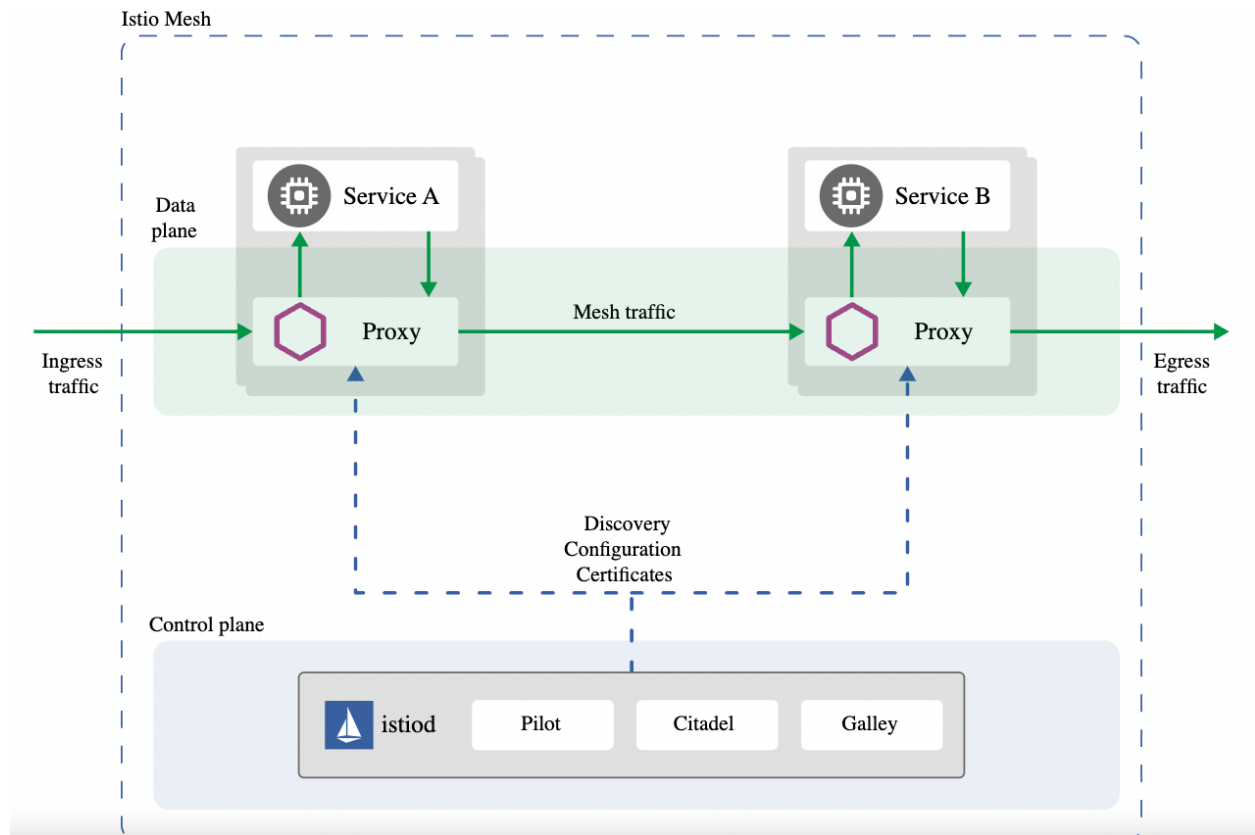 Istio Mesh
Service A
Service B
Data
plane
Proxy
Mesh traffic
Proxy
Ingress
traffic
Egress
traffic
Discovery
Configuration
Certificates
Control plane
istiod
Pilot
Citadel
Galley